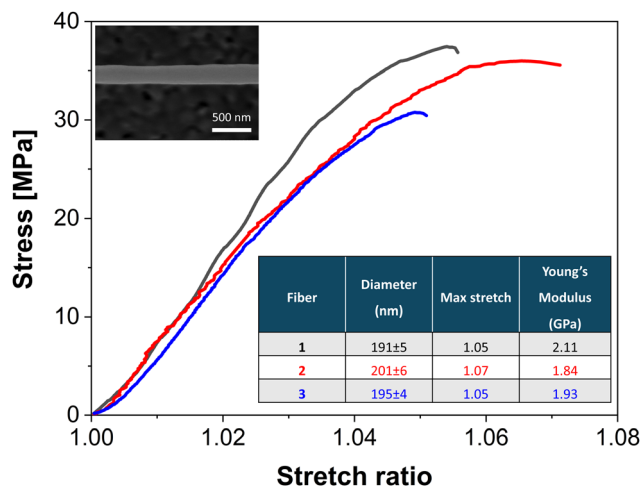 40
30
20
10
0
Stress [MPa]
500 nm
Fiber Diameter (nm) Max stretch Young's Modulus (GPa)
1 191±5 1.05 2.11
2 201±6 1.07 1.84
3 195±4 1.05 1.93
1.00 1.02 1.04 1.06 1.08
Stretch ratio